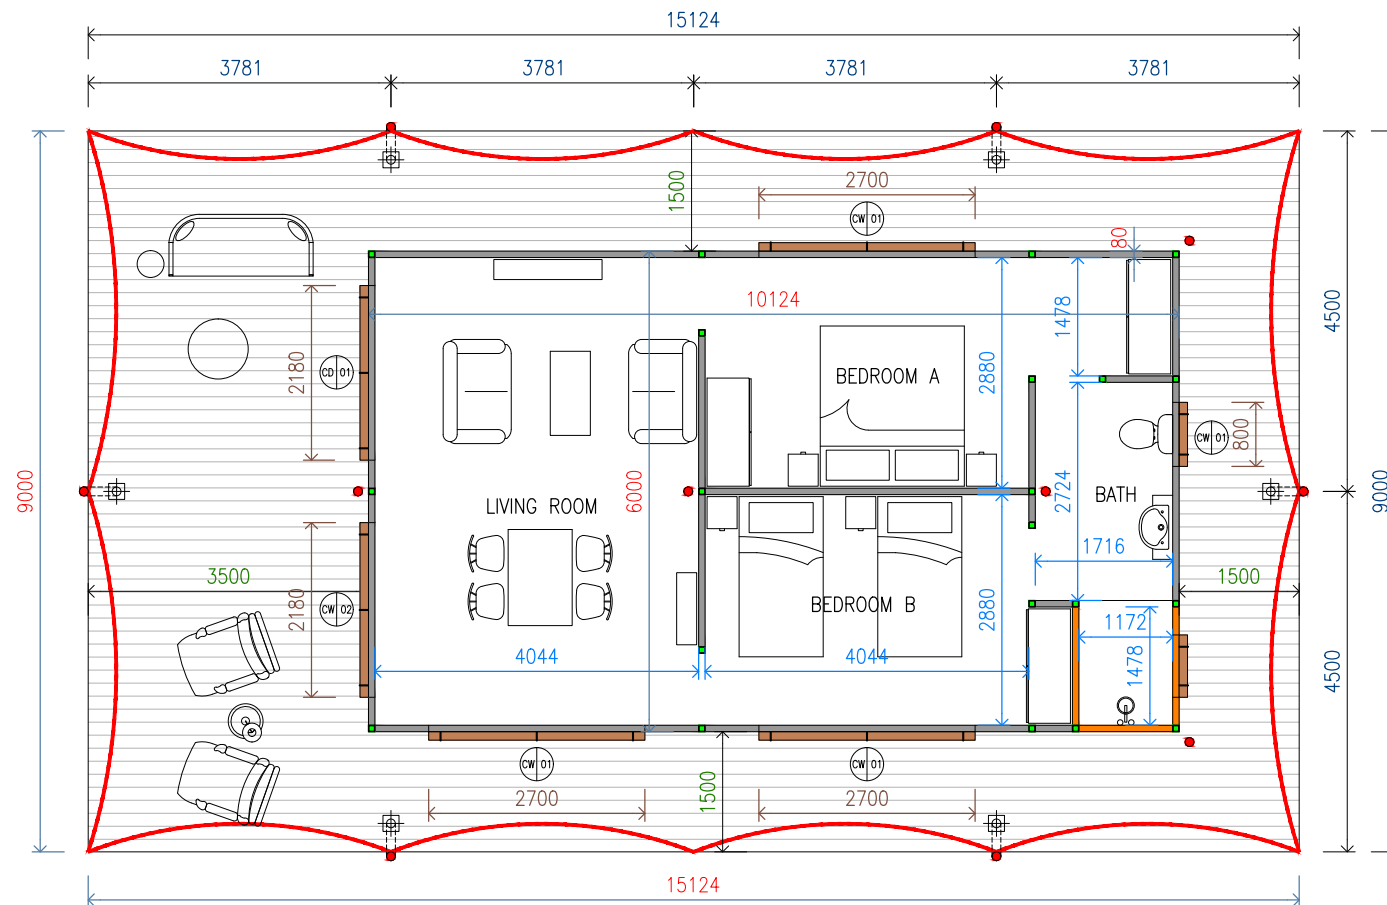 15124
3781 3781 3781 3781
1500
2700
CW 01
80
10124
1478
4500
2180
CD 01
2880
BEDROOM A
800
CW 01
9000
6000
LIVING ROOM
2724
BATH
9000
1716
3500
1500
2180
CW 02
BEDROOM B
2880
1172
4044
4044
1478
4500
CW 01
CW 01
1500
2700
2700
15124